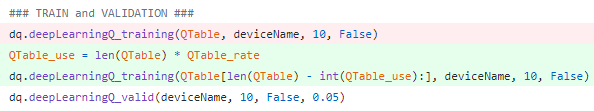 ### TRAIN and VALIDATION ###
dq.deepLearningQ_training(QTable, deviceName, 10, False)
QTable_use = len(QTable) * QTable_rate
dq.deepLearningQ_training(QTable[len(QTable) - int(QTable_use):], deviceName, 10, False)
dq.deepLearningQ_valid(deviceName, 10, False, 0.05)